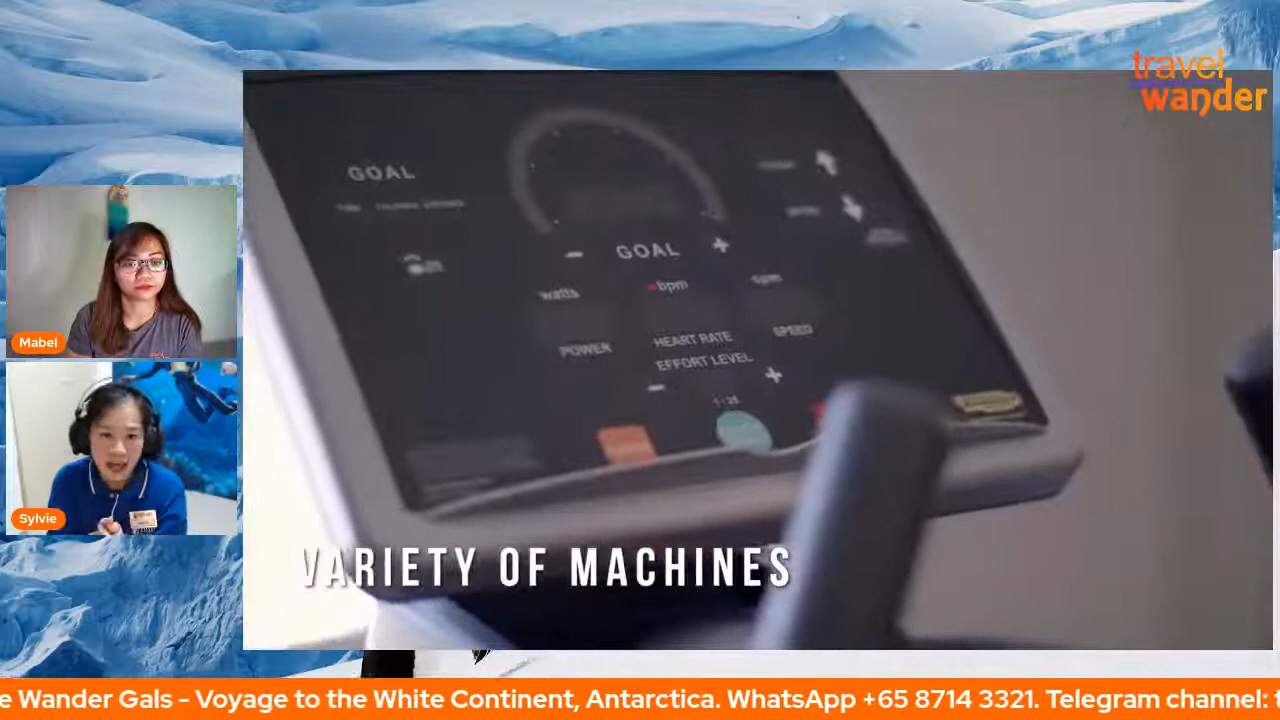 travel
wander
GOAL
GOAL
watts
bpm
spm
POWER
HEART RATE
SPEED
EFFORT LEVEL
Mabel
Sylvie
VARIETY OF MACHINES
e Wander Gals - Voyage to the White Continent, Antarctica. WhatsApp +65 8714 3321. Telegram channel: t